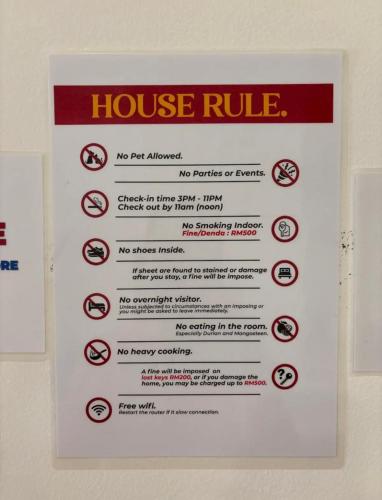 HOUSE RULE.
No Pet Allowed.
No Parties or Events.
Check-in time 3PM - 11PM
Check out by 11am (noon)
No Smoking Indoor.
Fine/Denda : RM500
No shoes Inside.
If sheet are found to stained or damage
after you stay, a fine will be impose.
No overnight visitor.
Unless subjected to circumstances with an imposing or
you might be asked to leave immediately.
No eating in the room.
Especially Durian and Mangosteen.
No heavy cooking.
A fine will be imposed on
lost keys RM200, or if you damage the
home, you may be charged up to RM500.
Free wifi.
Restart the router if it slow connection.
E
ORE